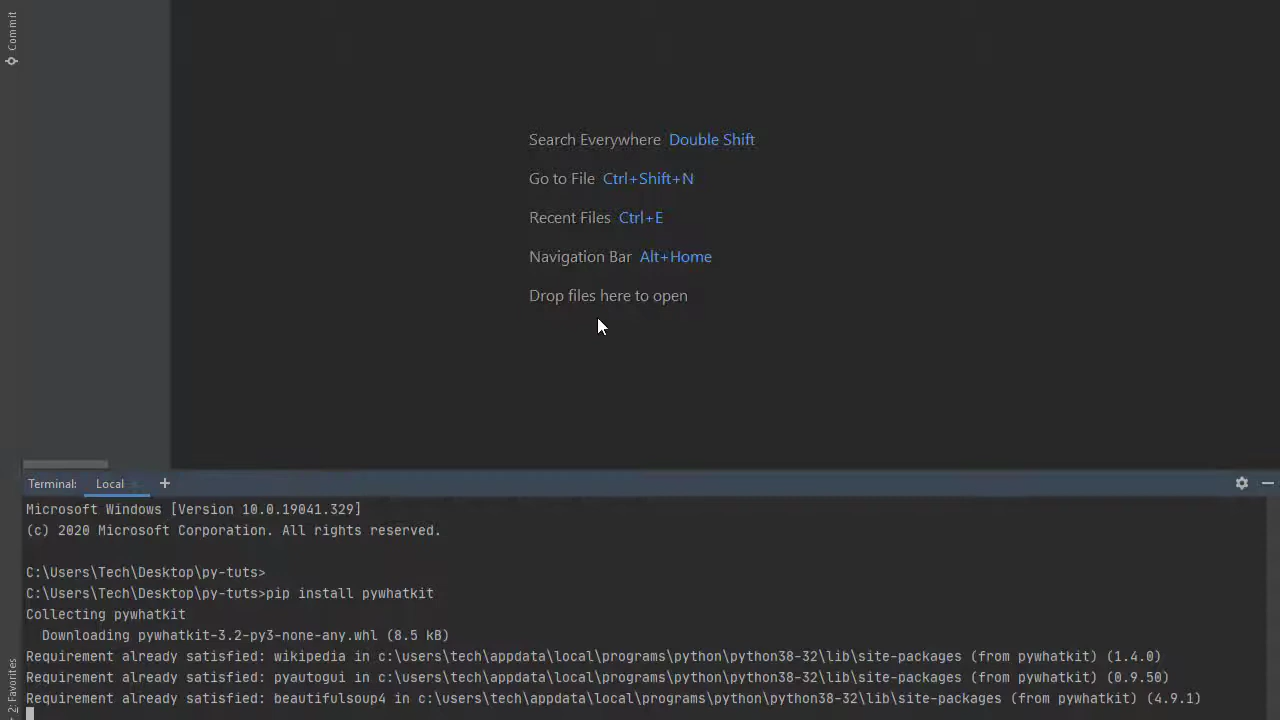 Commit
Search Everywhere Double Shift
Go to File Ctrl+Shift+N
Recent Files Ctrl+E
Navigation Bar Alt+Home
Drop files here to open
Terminal: Local × +
Microsoft Windows [Version 10.0.19041.329]
(c) 2020 Microsoft Corporation. All rights reserved.
C:\Users\Tech\Desktop\py-tuts>
C:\Users\Tech\Desktop\py-tuts>pip install pywhatkit
Collecting pywhatkit
Downloading pywhatkit-3.2-py3-none-any.whl (8.5 kB)
Requirement already satisfied: wikipedia in c:\users\tech\appdata\local\programs\python\python38-32\lib\site-packages (from pywhatkit) (1.4.0)
Requirement already satisfied: pyautogui in c:\users\tech\appdata\local\programs\python\python38-32\lib\site-packages (from pywhatkit) (0.9.50)
Requirement already satisfied: beautifulsoup4 in c:\users\tech\appdata\local\programs\python\python38-32\lib\site-packages (from pywhatkit) (4.9.1)
2: Favorites